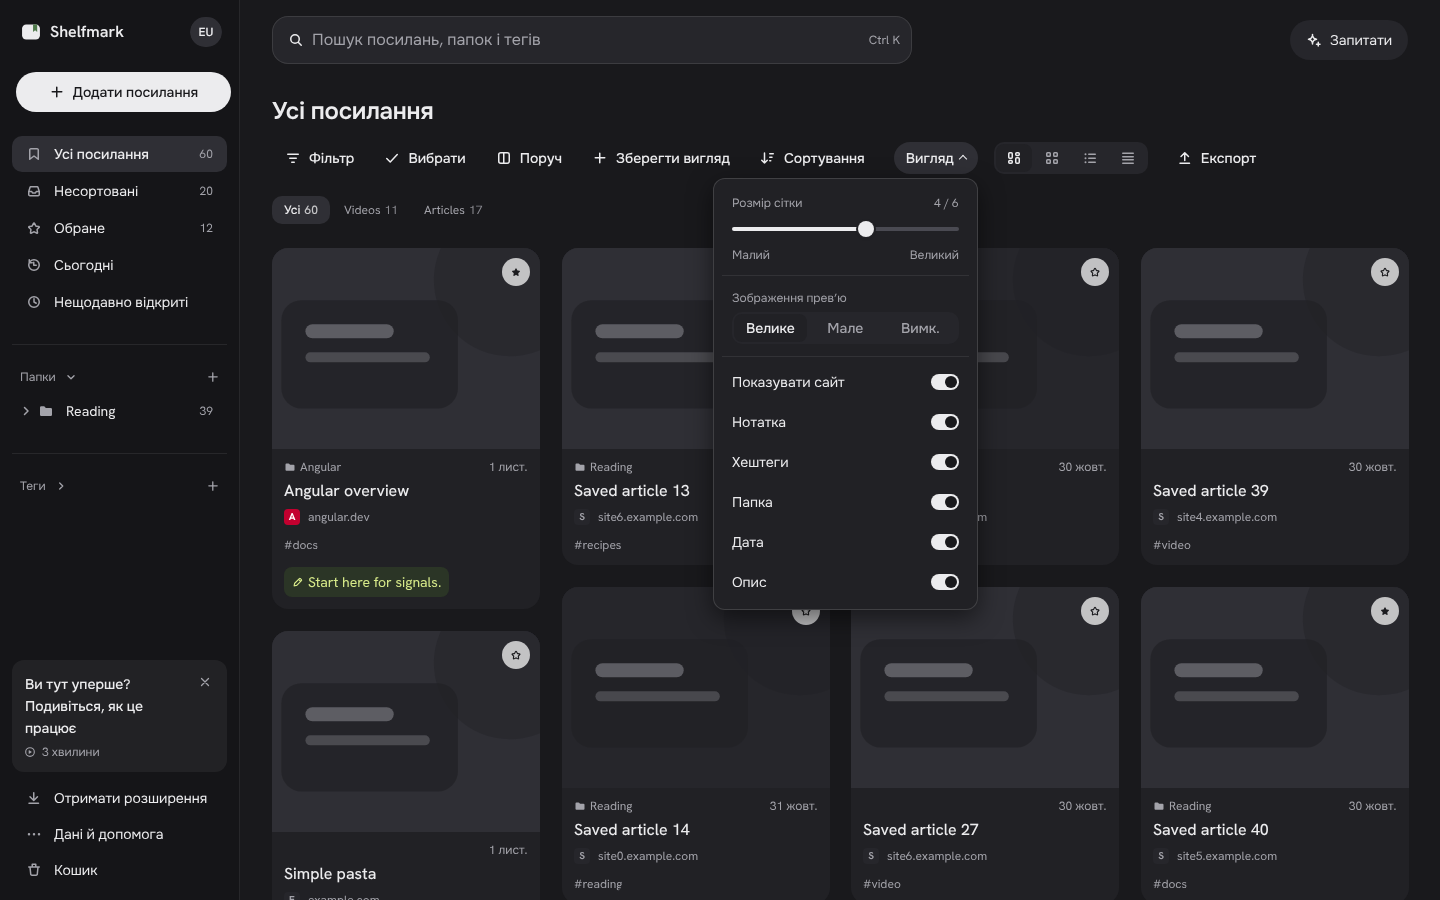 Shelfmark
EU
Додати посилання
Усі посилання 60
Несортовані 20
Обране 12
Сьогодні
Нещодавно відкриті
Папки
Reading 39
Теги
Ви тут уперше?
Подивіться, як це
працює
3 хвилини
Отримати розширення
Дані й допомога
Кошик
Пошук посилань, папок і тегів Ctrl K
Запитати
Усі посилання
Фільтр Вибрати Поруч Зберегти вигляд Сортування Вигляд Експорт
Усі 60 Videos 11 Articles 17
Розмір сітки 4 / 6
Малий Великий
Зображення прев’ю
Велике Мале Вимк.
Показувати сайт
Нотатка
Хештеги
Папка
Дата
Опис
Angular 1 лист.
Angular overview
A angular.dev
#docs
Start here for signals.
Reading
Saved article 13
S site6.example.com
#recipes
30 жовт.
m
30 жовт.
Saved article 39
S site4.example.com
#video
1 лист.
Simple pasta
example.com
Reading 31 жовт.
Saved article 14
S site0.example.com
#reading
30 жовт.
Saved article 27
S site6.example.com
#video
Reading 30 жовт.
Saved article 40
S site5.example.com
#docs